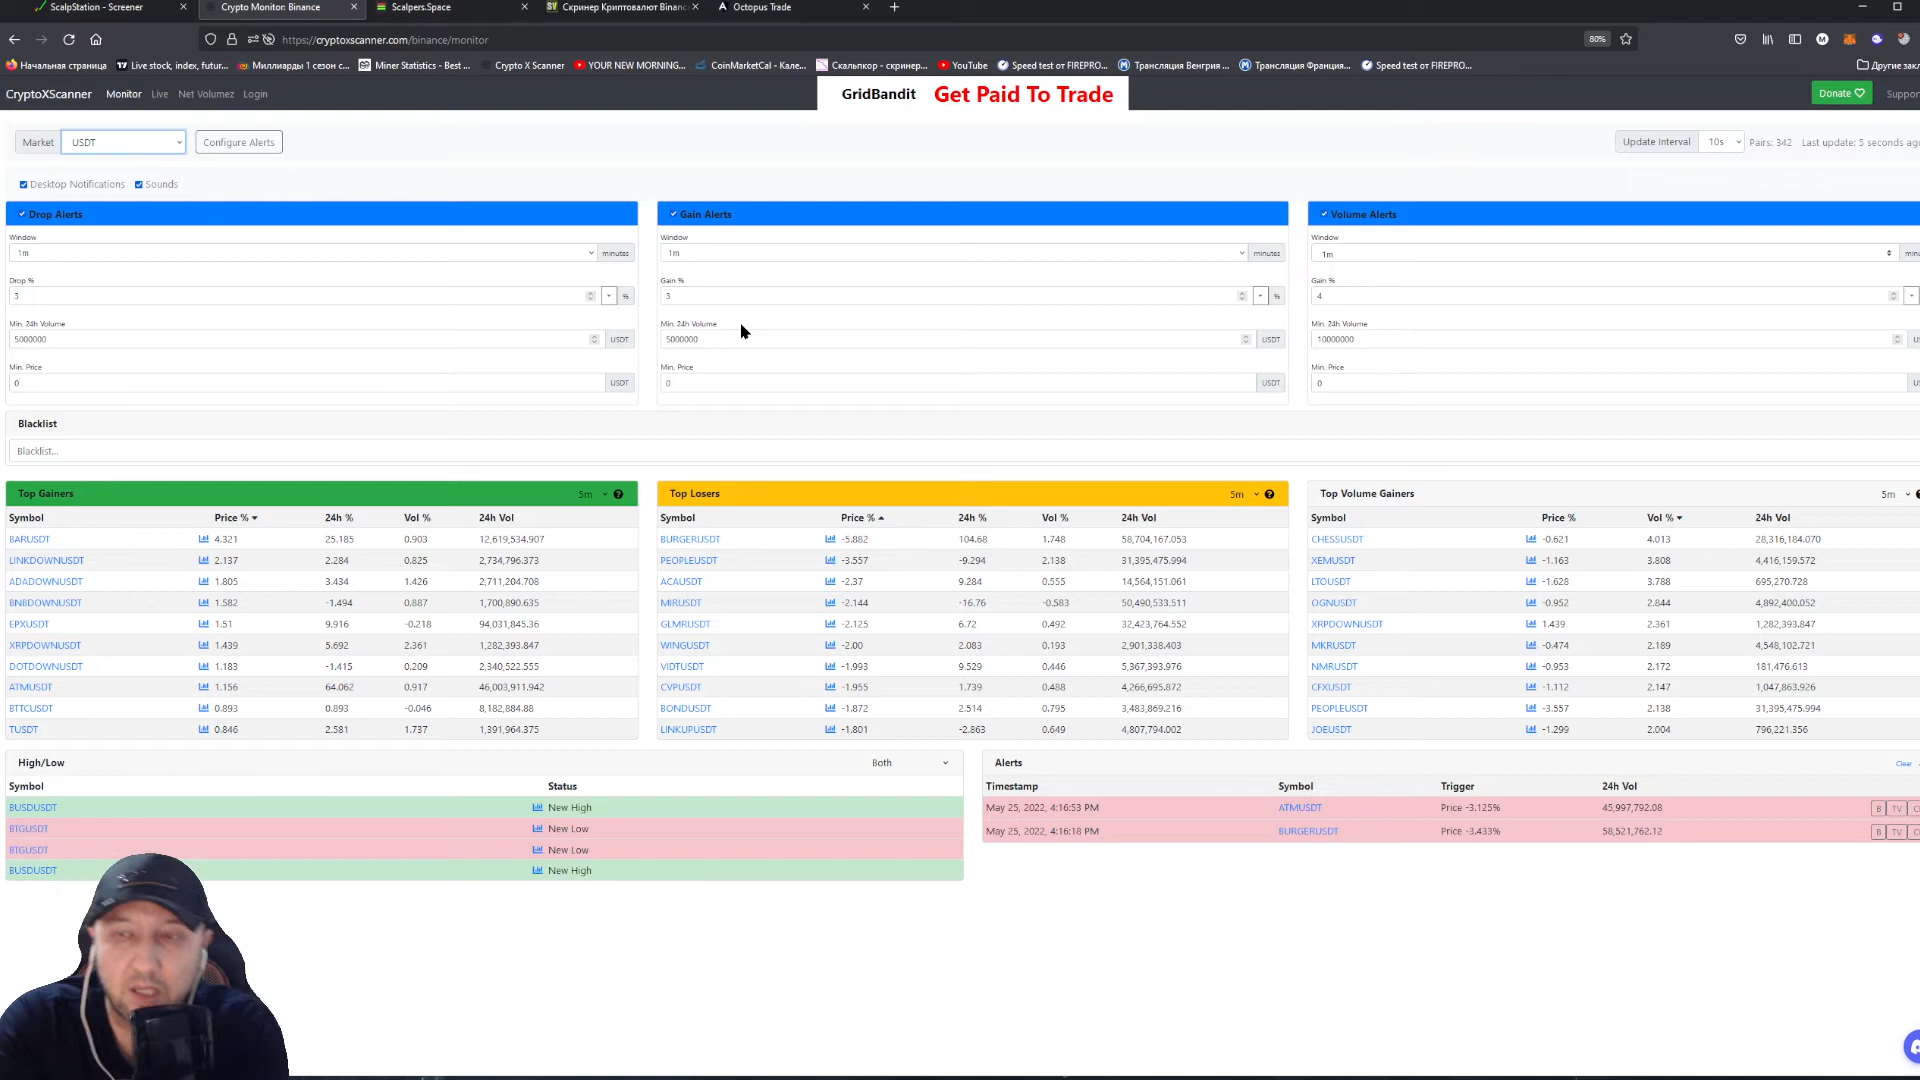 ScalpStation - Screener
Crypto Monitor: Binance
Scalpers.Space
Скринер Криптовалют Binanc
Octopus Trade
https://cryptoxscanner.com/binance/monitor
80%
Начальная страница
Live stock, index, futur...
Миллиарды 1 сезон с...
Miner Statistics - Best ...
Crypto X Scanner
YOUR NEW MORNING...
CoinMarketCal - Кале...
Скальпкор - скринер...
YouTube
Speed test от FIREPRO...
Трансляция Венгрия ...
Трансляция Франция...
Speed test от FIREPRO...
Другие закл
CryptoXScanner Monitor Live Net Volumez Login
GridBandit Get Paid To Trade
Donate
Suppor
Market USDT Configure Alerts
Update Interval 10s Pairs: 342 Last update: 5 seconds ago
Desktop Notifications Sounds
Drop Alerts
Window
1m minutes
Drop %
3 %
Min. 24h Volume
5000000 USDT
Min. Price
0 USDT
Gain Alerts
Window
1m minutes
Gain %
3 %
Min. 24h Volume
5000000 USDT
Min. Price
0 USDT
Volume Alerts
Window
1m minu
Gain %
4
Min. 24h Volume
10000000 US
Min. Price
0 US
Blacklist
Blacklist...
Top Gainers 5m
Symbol Price % 24h % Vol % 24h Vol
BARUSDT 4.321 25.185 0.903 12,619,534.907
LINKDOWNUSDT 2.137 2.284 0.825 2,734,796.373
ADADOWNUSDT 1.805 3.434 1.426 2,711,204.708
BNBDOWNUSDT 1.582 -1.494 0.887 1,700,890.635
EPXUSDT 1.51 9.916 -0.218 94,031,845.36
XRPDOWNUSDT 1.439 5.692 2.361 1,282,393.847
DOTDOWNUSDT 1.183 -1.415 0.209 2,340,522.555
ATMUSDT 1.156 64.062 0.917 46,003,911.942
BTTCUSDT 0.893 0.893 -0.046 8,182,884.88
TUSDT 0.846 2.581 1.737 1,391,964.375
Top Losers 5m
Symbol Price % 24h % Vol % 24h Vol
BURGERUSDT -5.882 104.68 1.748 58,704,167.053
PEOPLEUSDT -3.557 -9.294 2.138 31,395,475.994
ACAUSDT -2.37 9.284 0.555 14,564,151.061
MIRUSDT -2.144 -16.76 -0.583 50,490,533.511
GLMRUSDT -2.125 6.72 0.492 32,423,764.552
WINGUSDT -2.00 2.083 0.193 2,901,338.403
VIDTUSDT -1.993 9.529 0.446 5,367,393.976
CVPUSDT -1.955 1.739 0.488 4,266,695.872
BONDUSDT -1.872 2.514 0.795 3,483,869.216
LINKUPUSDT -1.801 -2.863 0.649 4,807,794.002
Top Volume Gainers 5m
Symbol Price % Vol % 24h Vol
CHESSUSDT -0.621 4.013 28,316,184.070
XEMUSDT -1.163 3.808 4,416,159.572
LTOUSDT -1.628 3.788 695,270.728
OGNUSDT -0.952 2.844 4,892,400.052
XRPDOWNUSDT 1.439 2.361 1,282,393.847
MKRUSDT -0.474 2.189 4,548,102.721
NMRUSDT -0.953 2.172 181,476.613
CFXUSDT -1.112 2.147 1,047,863.926
PEOPLEUSDT -3.557 2.138 31,395,475.994
JOEUSDT -1.299 2.004 796,221.356
High/Low Both
Symbol Status
BUSDUSDT New High
BTGUSDT New Low
BTGUSDT New Low
BUSDUSDT New High
Alerts Clear
Timestamp Symbol Trigger 24h Vol
May 25, 2022, 4:16:53 PM ATMUSDT Price -3.125% 45,997,792.08 B TV C
May 25, 2022, 4:16:18 PM BURGERUSDT Price -3.433% 58,521,762.12 B TV C